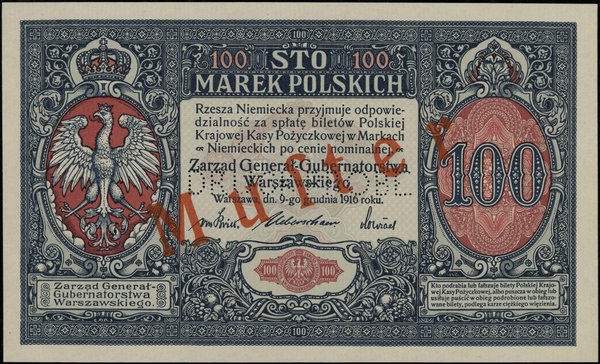 100
100 STO 100
MAREK POLSKICH
Rzesza Niemiecka przyjmuje odpowie-
dzialność za spłatę biletów Polskiej
Krajowej Kasy Pożyczkowej w Markach
Niemieckich po cenie nominalnej.
Zarząd Generał-Gubernatorstwa
Warszawskiego.
Warszawa, dn. 9-go grudnia 1916 roku.
Muster
100
100 100
Zarząd Generał-
Gubernatorstwa
Warszawskiego.
Kto podrabia lub fałszuje bilety Polskiej Krajo-
wej Kasy Pożyczkowej, albo puszcza w obieg lub
usiłuje puścić w obieg podrobione lub fałszo-
wane bilety, podlega karze ciężkiego więzienia.
100